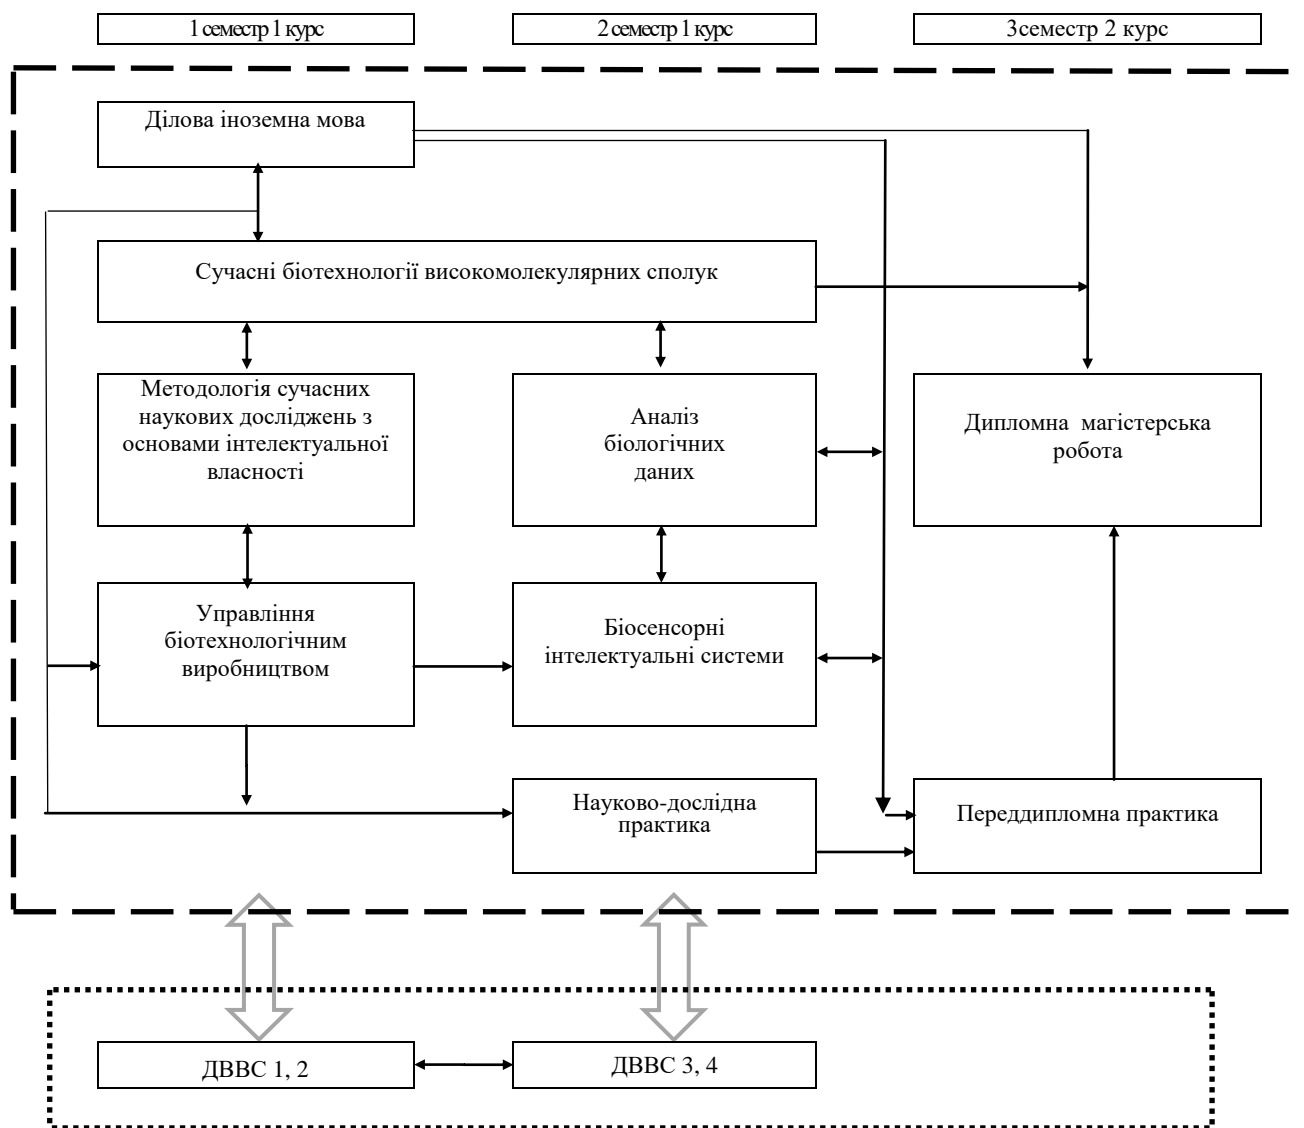 1 семестр 1 курс
2 семестр 1 курс
3семестр 2 курс
Ділова іноземна мова
Сучасні біотехнології високомолекулярних сполук
Методологія сучасних
наукових досліджень з
основами інтелектуальної
власності
Аналіз
біологічних
даних
Дипломна магістерська
робота
Управління
біотехнологічним
виробництвом
Біосенсорні
інтелектуальні системи
Науково-дослідна
практика
Переддипломна практика
ДВВС 1, 2
ДВВС 3, 4